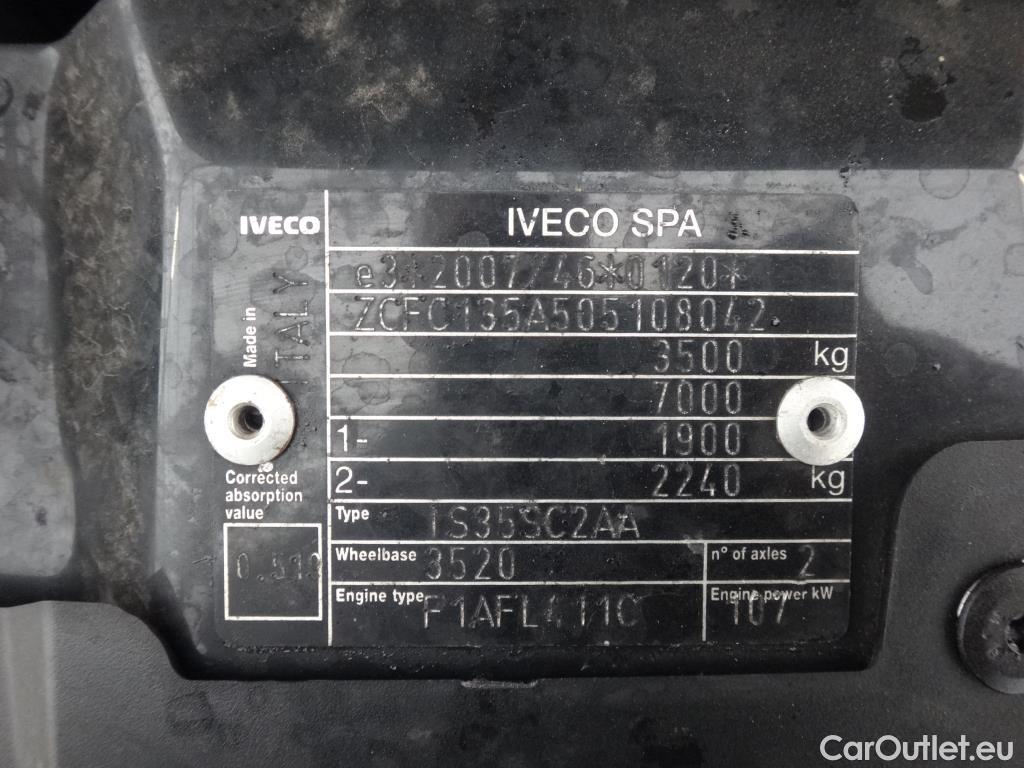 IVECO
IVECO SPA
e3*2007/46*0120*
ZCFC135A505108042
Made in ITALY
3500 kg
7000
1- 1900
2- 2240 kg
Corrected
absorption
value
Type IS35SC2AA
Wheelbase 3520
n° of axles 2
Engine type F1AFL411C
Engine power kW 107
CarOutlet.eu